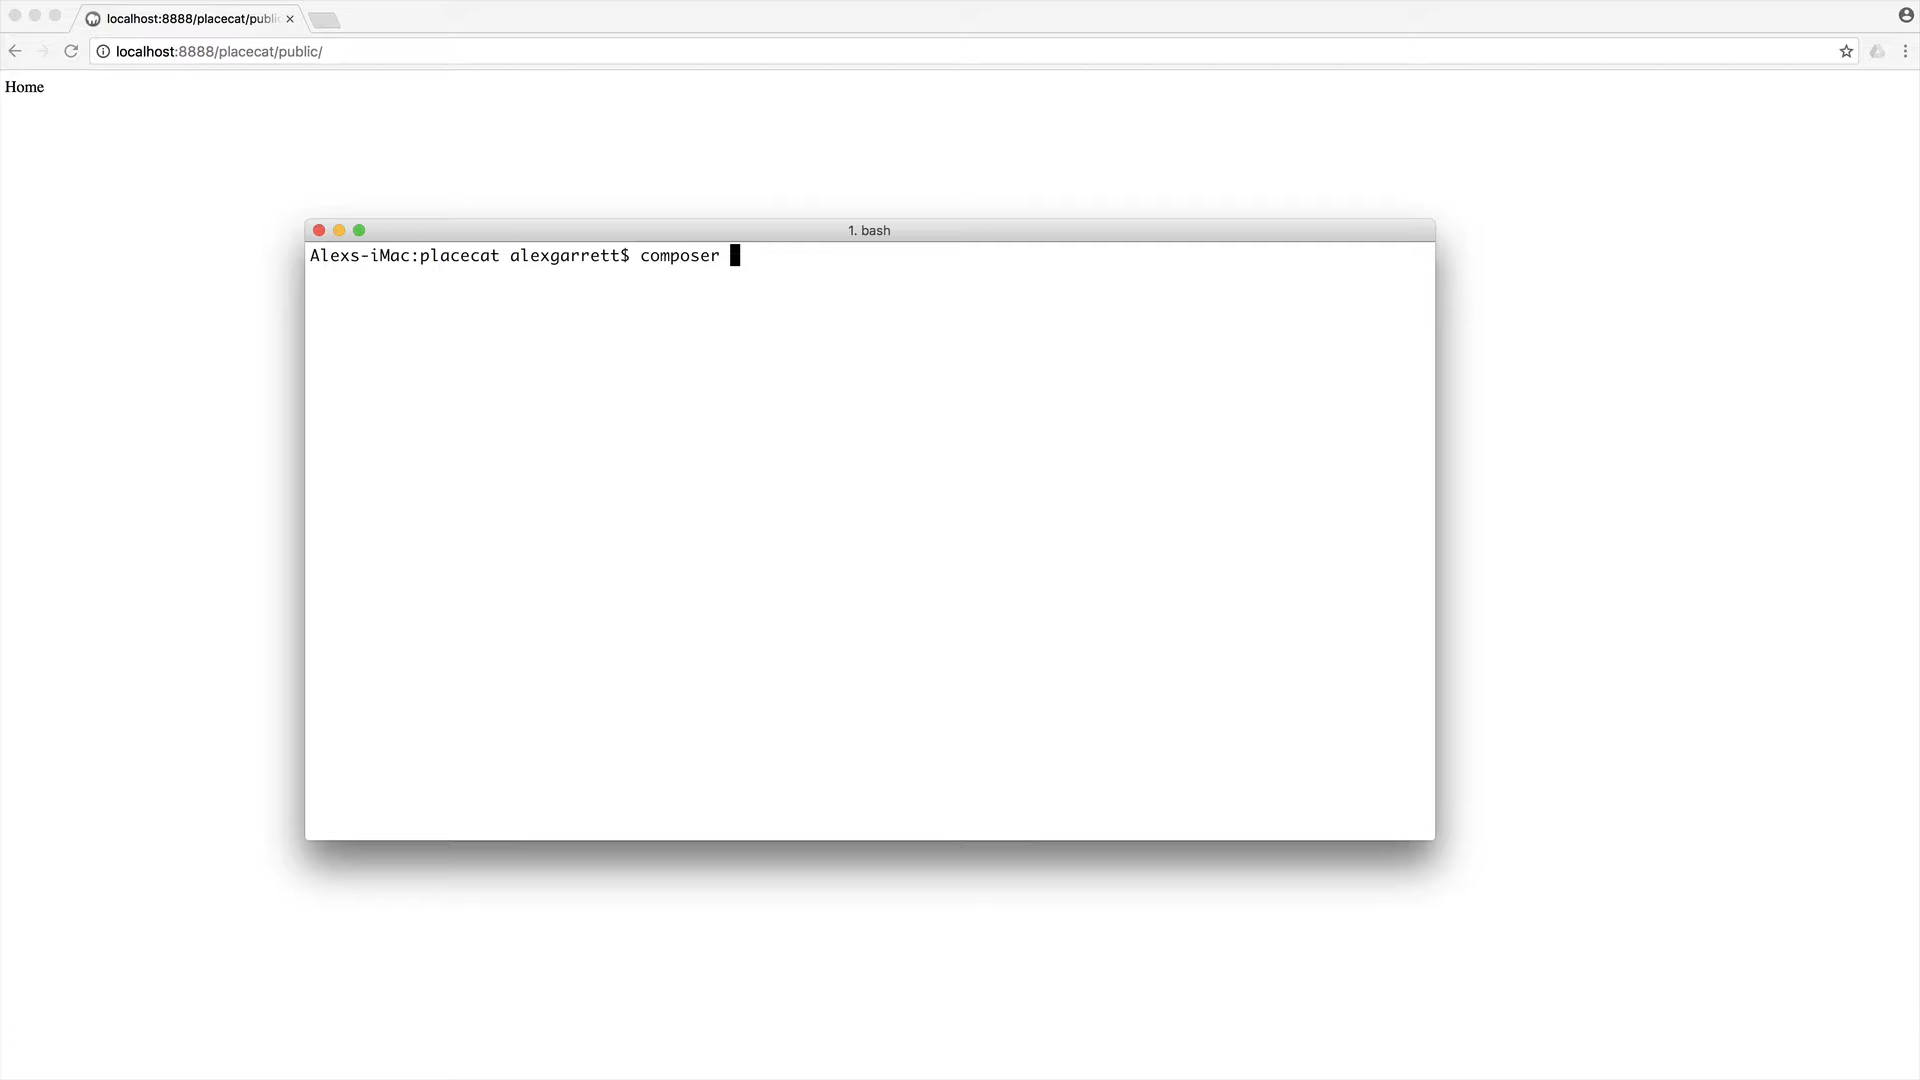 localhost:8888/placecat/public
localhost:8888/placecat/public/
Home
1. bash
Alexs-iMac:placecat alexgarrett$ composer